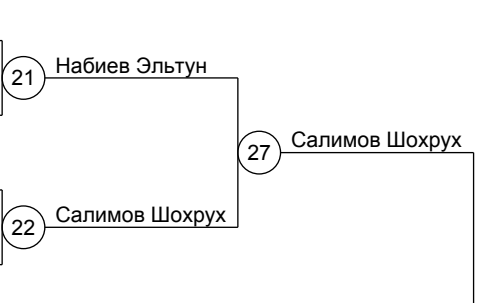 Набиев Эльтун
21
Салимов Шохрух
27
Салимов Шохрух
22